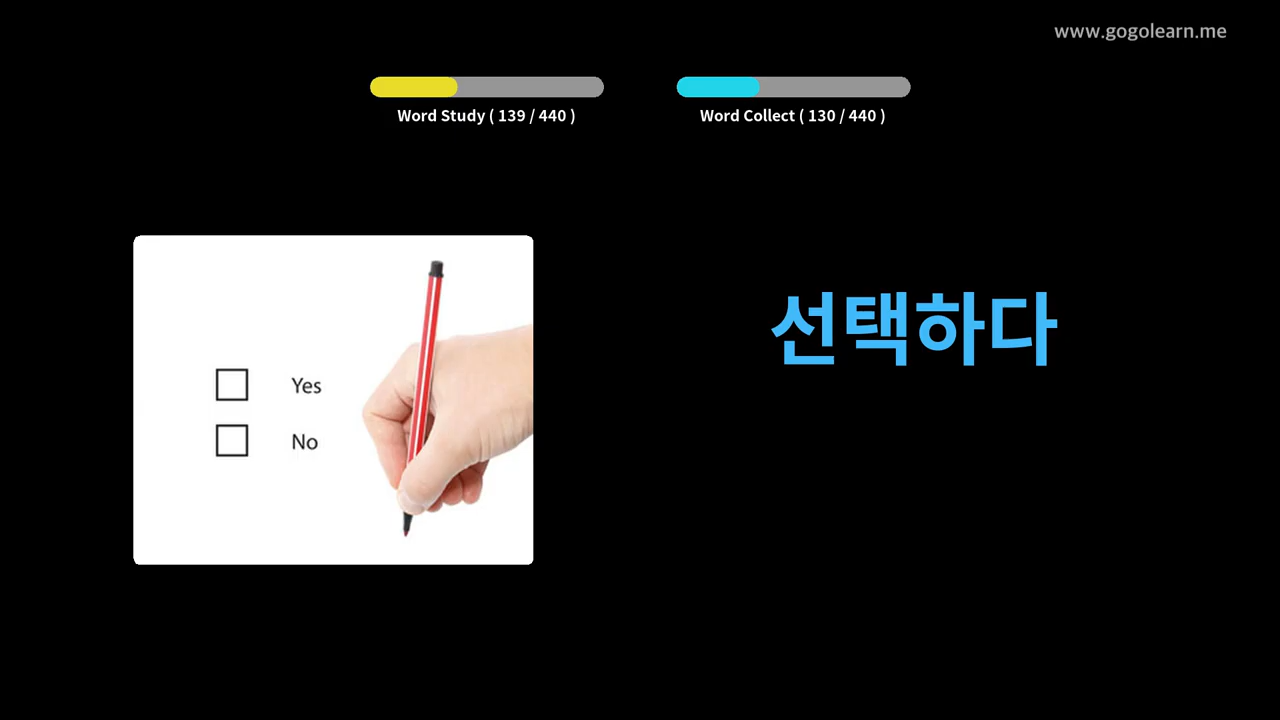 www.gogolearn.me
Word Study ( 139 / 440 )
Word Collect ( 130 / 440 )
Yes
No
선택하다